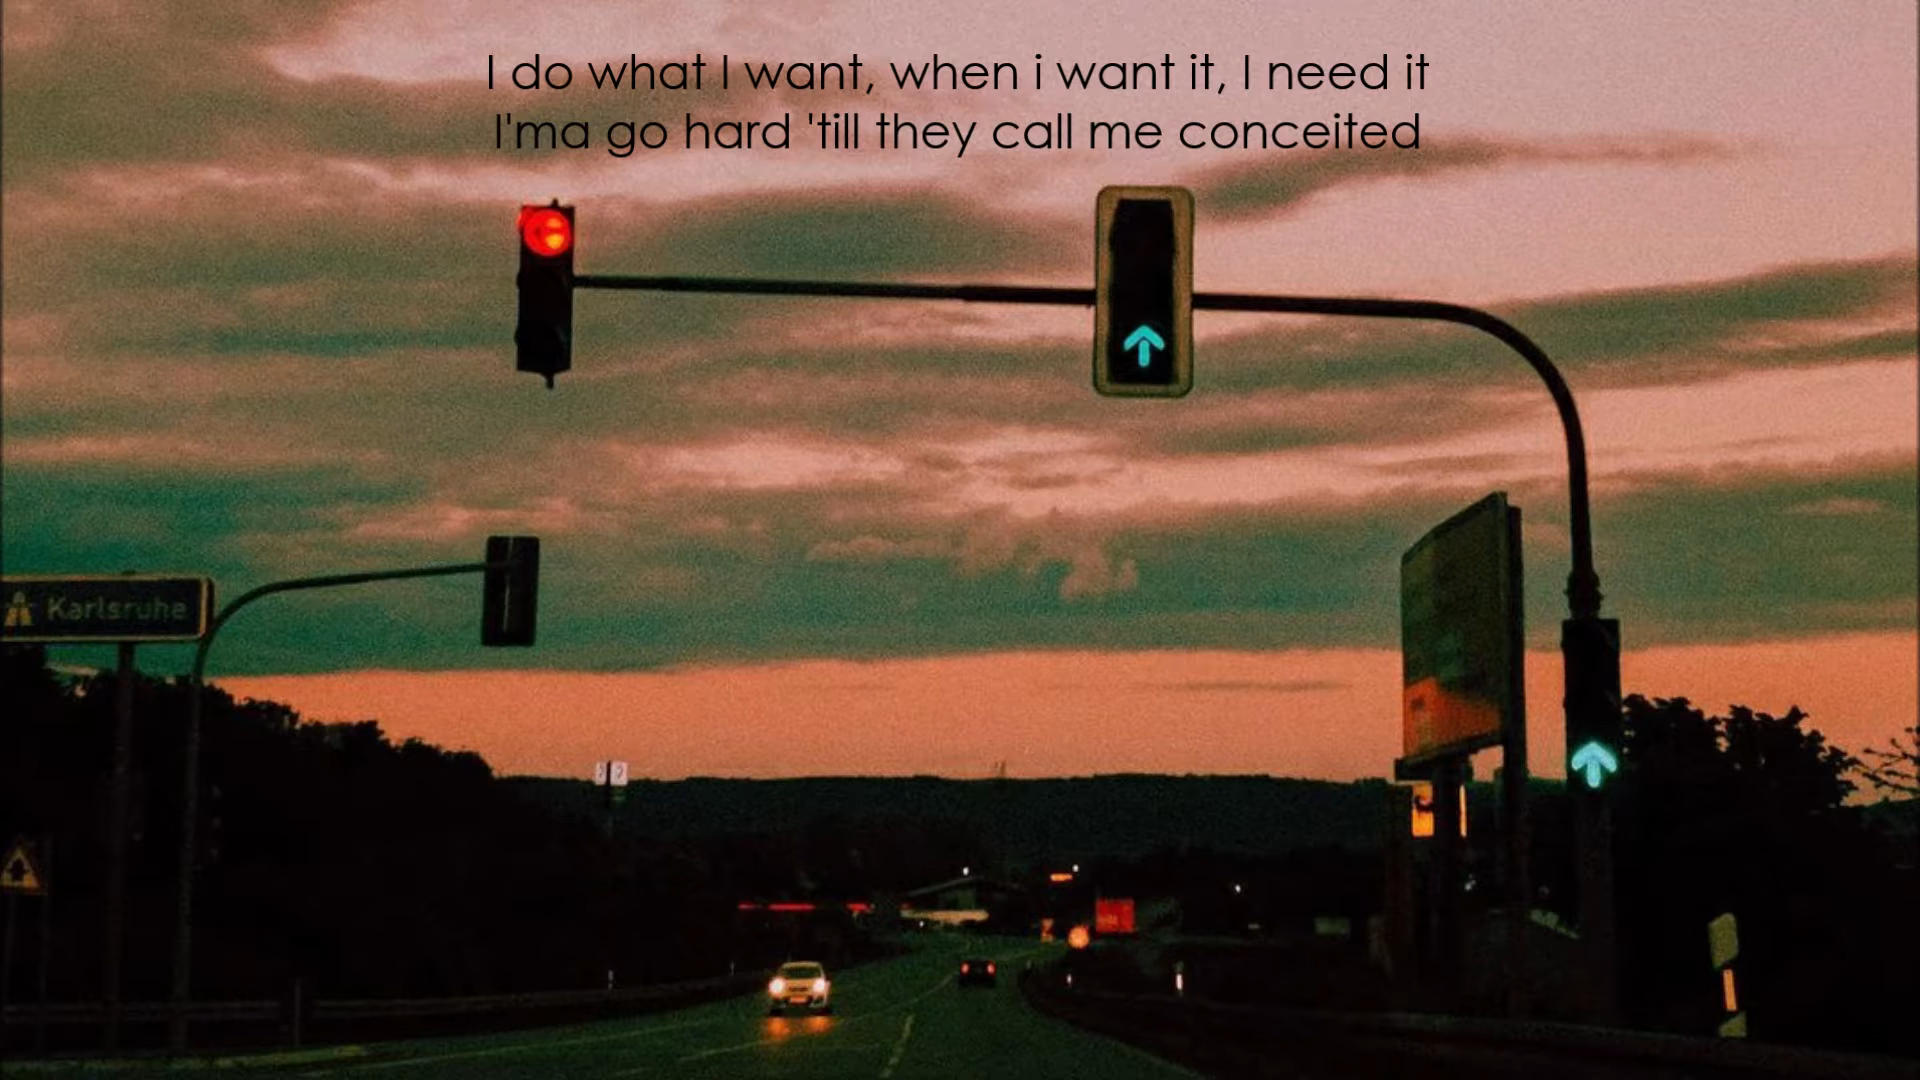 I do what I want, when i want it, I need it
I'ma go hard 'till they call me conceited
Karlsruhe